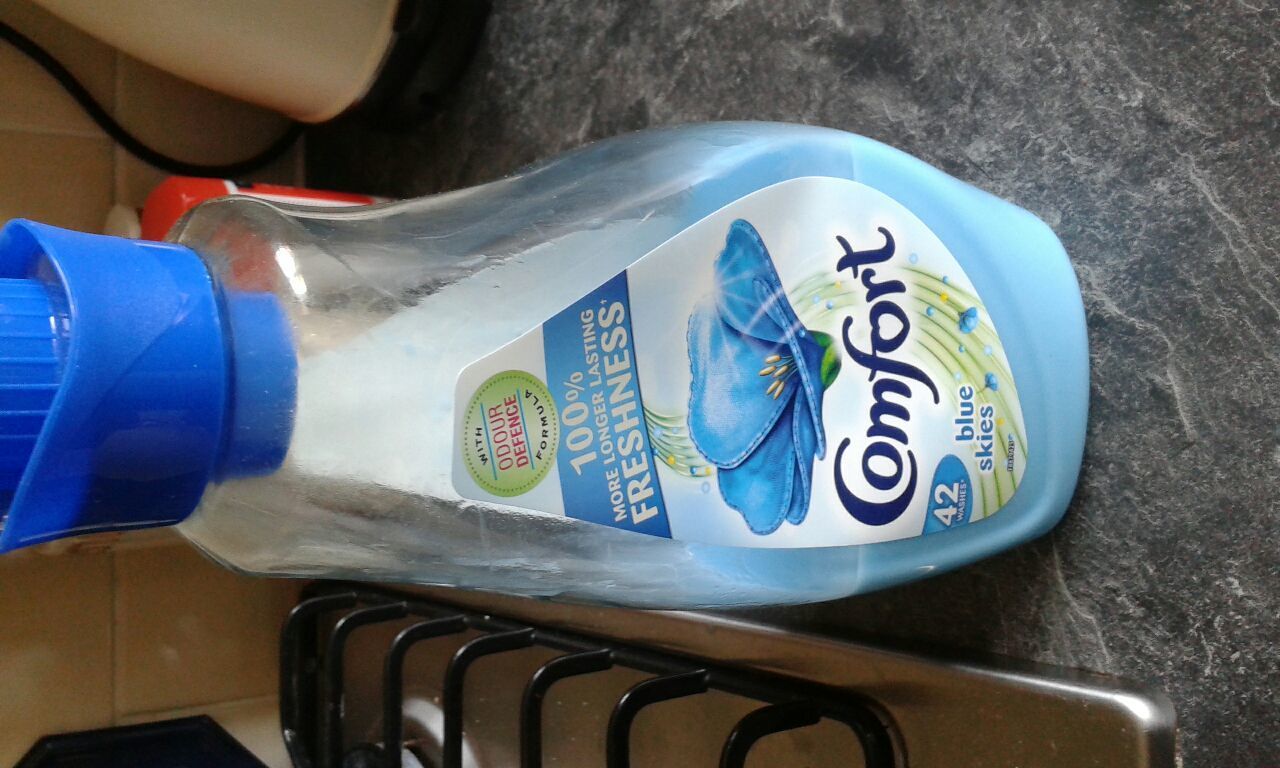 WITH
ODOUR
DEFENCE
FORMULA
100%
MORE LONGER LASTING
FRESHNESS+
Comfort
blue
skies
42
WASHES*